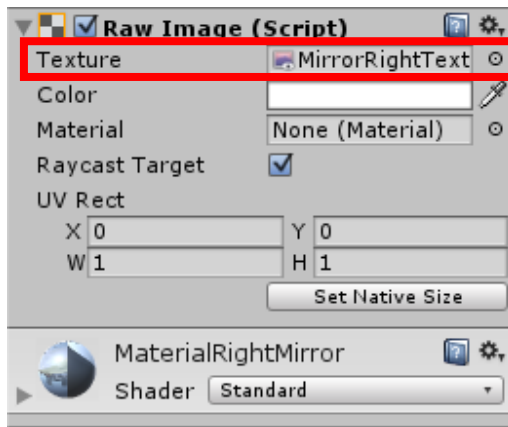 Raw Image (Script)
Texture MirrorRightText
Color
Material None (Material)
Raycast Target
UV Rect
X 0 Y 0
W 1 H 1
Set Native Size
MaterialRightMirror
Shader Standard